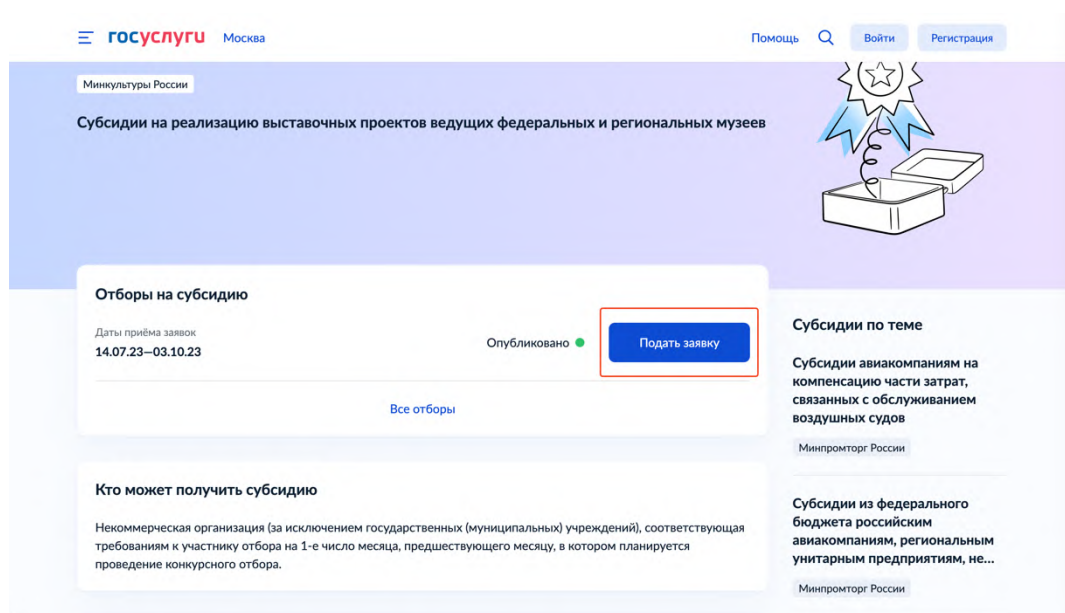 госуслуги Москва Помощь Войти Регистрация
Минкультуры России
Субсидии на реализацию выставочных проектов ведущих федеральных и региональных музеев
Отборы на субсидию
Даты приёма заявок
14.07.23—03.10.23
Опубликовано
Подать заявку
Все отборы
Кто может получить субсидию
Некоммерческая организация (за исключением государственных (муниципальных) учреждений), соответствующая
требованиям к участнику отбора на 1-е число месяца, предшествующего месяцу, в котором планируется
проведение конкурсного отбора.
Субсидии по теме
Субсидии авиакомпаниям на
компенсацию части затрат,
связанных с обслуживанием
воздушных судов
Минпромторг России
Субсидии из федерального
бюджета российским
авиакомпаниям, региональным
унитарным предприятиям, не...
Минпромторг России